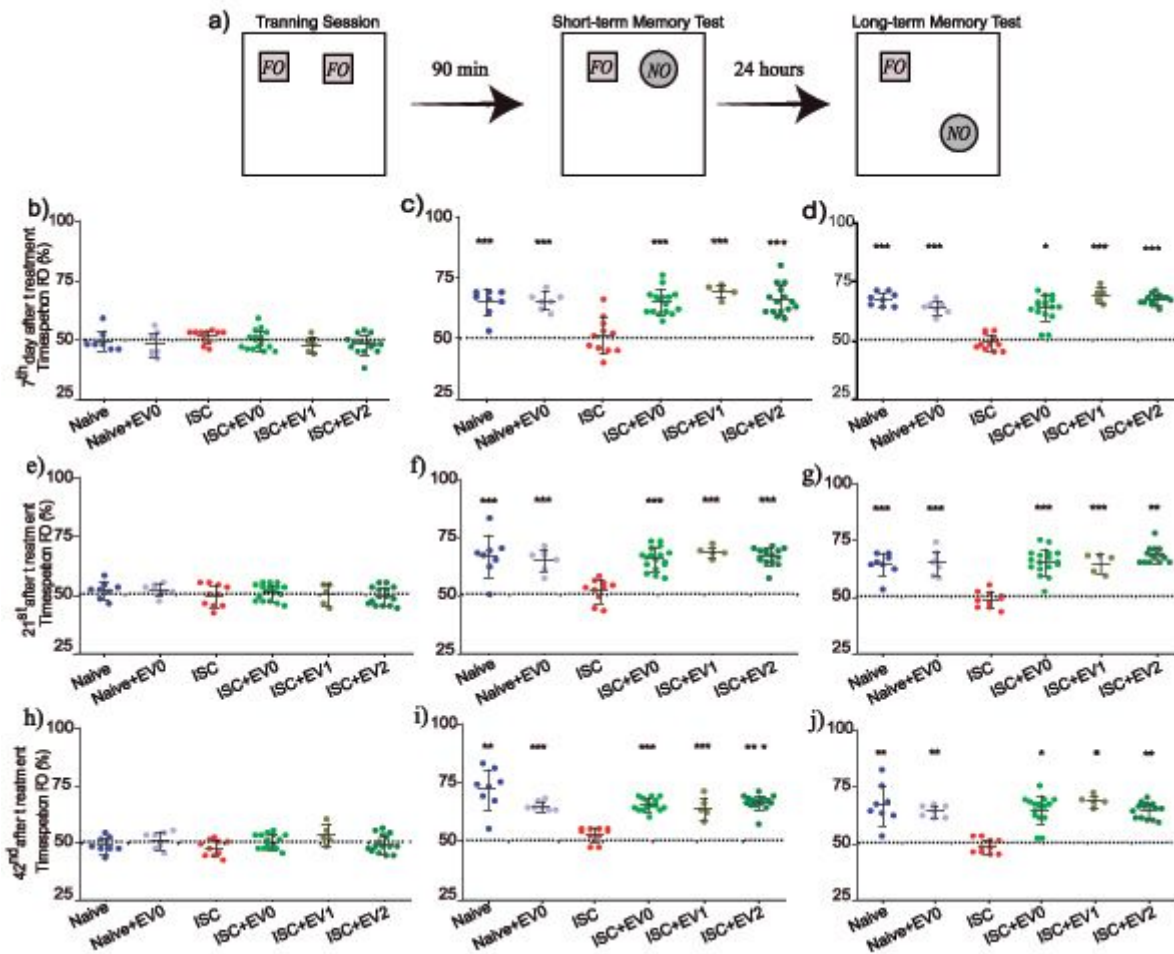 a)
Tranning Session
Short-term Memory Test
Long-term Memory Test
FO FO
90 min
FO NO
24 hours
FO
NO
b)
7th day after t treatment
100
75
50
25
Naive Naive+EV0 ISC ISC+EV0 ISC+EV1 ISC+EV2
c)
100
75
50
25
*** *** *** *** ***
Naive Naive+EV0 ISC ISC+EV0 ISC+EV1 ISC+EV2
d)
100
75
50
25
*** *** * *** ***
Naive Naive+EV0 ISC ISC+EV0 ISC+EV1 ISC+EV2
e)
21st after t treatment
100
75
50
25
Naive Naive+EV0 ISC ISC+EV0 ISC+EV1 ISC+EV2
f)
100
75
50
25
*** *** *** *** ***
Naive Naive+EV0 ISC ISC+EV0 ISC+EV1 ISC+EV2
g)
100
75
50
25
*** *** *** *** **
Naive Naive+EV0 ISC ISC+EV0 ISC+EV1 ISC+EV2
h)
42nd after t treatment
100
75
50
25
Naive Naive+EV0 ISC ISC+EV0 ISC+EV1 ISC+EV2
i)
100
75
50
25
** *** *** *** ** *
Naive Naive+EV0 ISC ISC+EV0 ISC+EV1 ISC+EV2
j)
100
75
50
25
** ** * * **
Naive Naive+EV0 ISC ISC+EV0 ISC+EV1 ISC+EV2